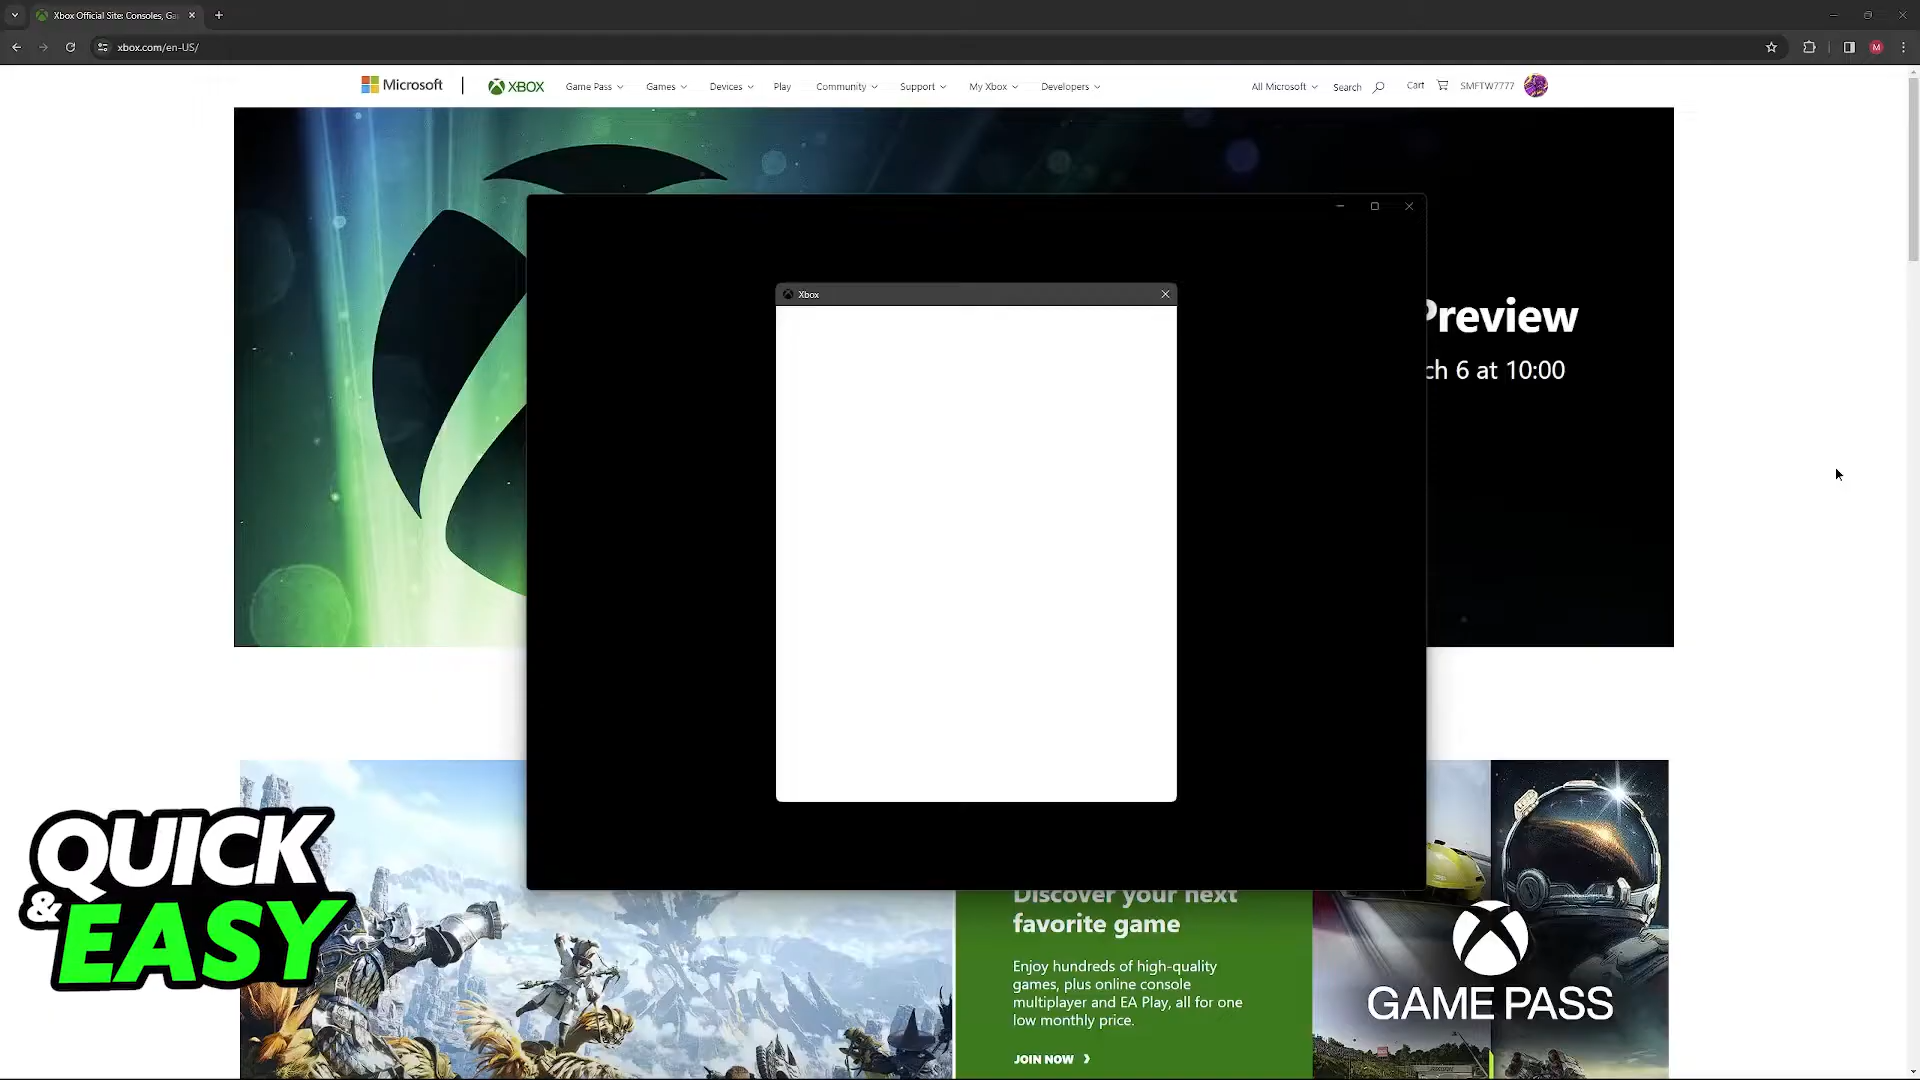 Xbox Official Site: Consoles, Ga
xbox.com/en-US/
M
Microsoft
XBOX
Game Pass
Games
Devices
Play
Community
Support
My Xbox
Developers
All Microsoft
Search
Cart
SMFTW7777
Xbox
Preview
ch 6 at 10:00
QUICK
& EASY
Discover your next
favorite game
Enjoy hundreds of high-quality
games, plus online console
multiplayer and EA Play, all for one
low monthly price.
JOIN NOW
GAME PASS